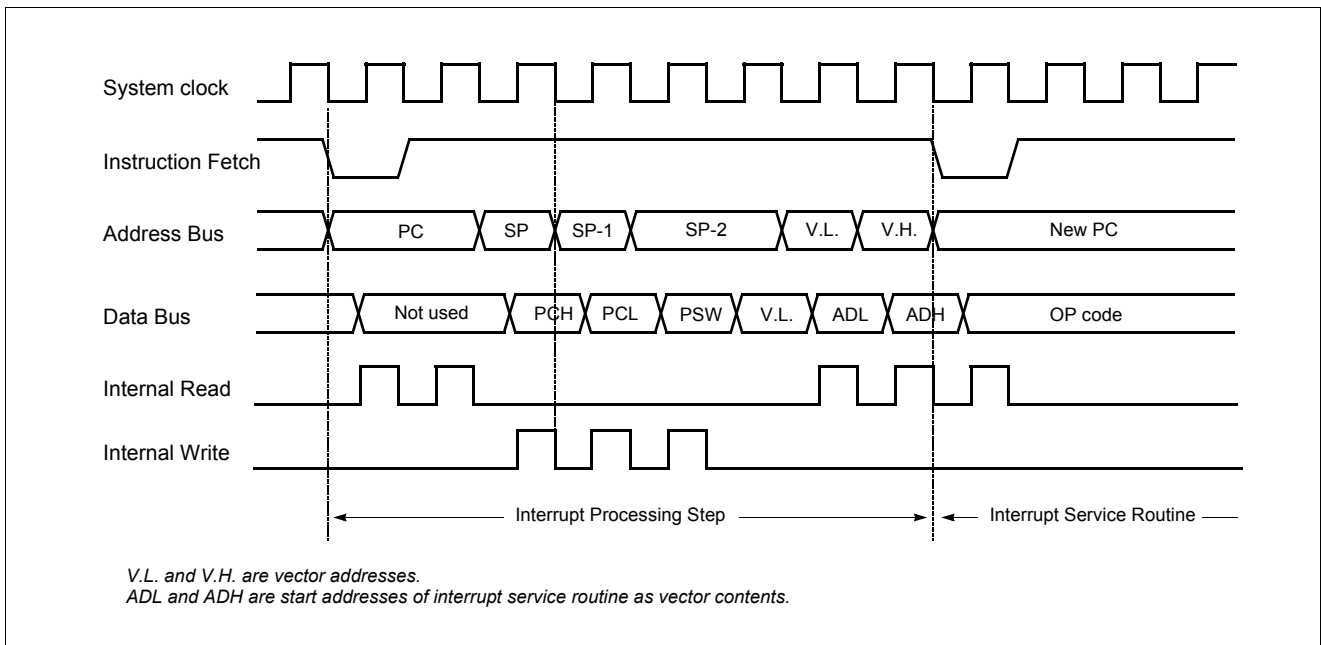 System clock
Instruction Fetch
Address Bus PC SP SP-1 SP-2 V.L. V.H. New PC
Data Bus Not used PCH PCL PSW V.L. ADL ADH OP code
Internal Read
Internal Write
Interrupt Processing Step Interrupt Service Routine
V.L. and V.H. are vector addresses.
ADL and ADH are start addresses of interrupt service routine as vector contents.